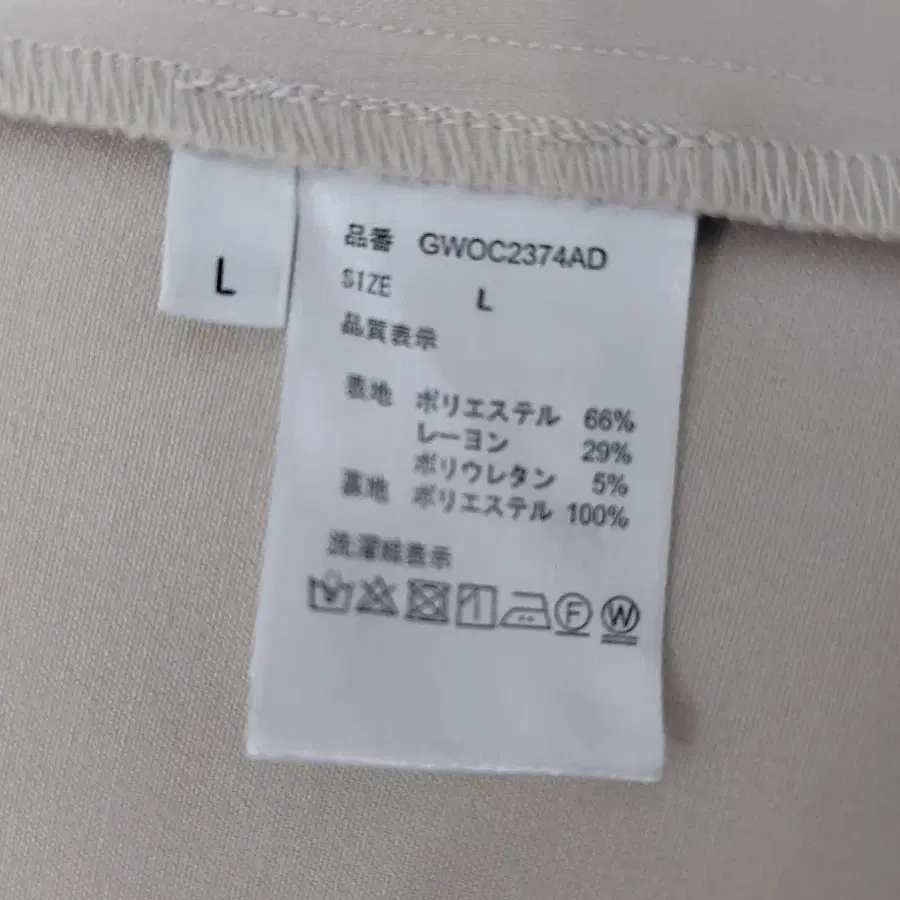 L
品番 GWOC2374AD
SIZE L
品質表示
表地 ポリエステル 66%
レーヨン 29%
ポリウレタン 5%
裏地 ポリエステル 100%
洗濯絵表示
F W